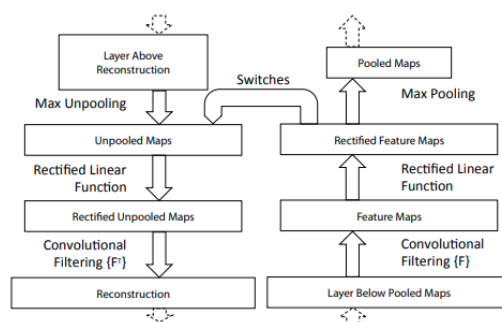 Layer Above
Reconstruction
Max Unpooling
Unpooled Maps
Rectified Linear
Function
Rectified Unpooled Maps
Convolutional
Filtering {Fᵀ}
Reconstruction
Switches
Pooled Maps
Max Pooling
Rectified Feature Maps
Rectified Linear
Function
Feature Maps
Convolutional
Filtering {F}
Layer Below Pooled Maps